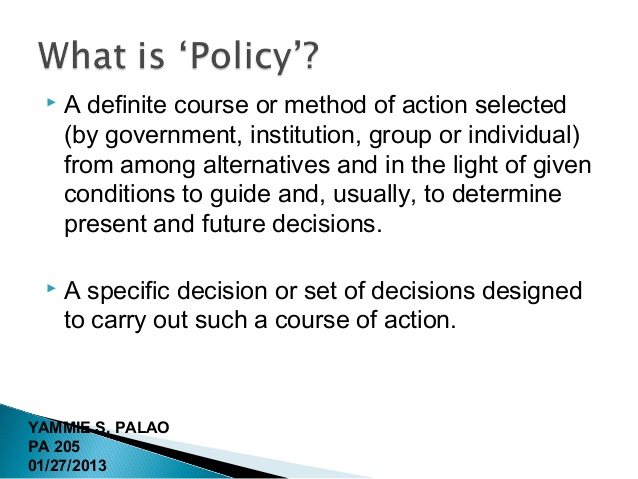 What is ‘Policy’?
A definite course or method of action selected
(by government, institution, group or individual)
from among alternatives and in the light of given
conditions to guide and, usually, to determine
present and future decisions.
A specific decision or set of decisions designed
to carry out such a course of action.
YAMMIE S. PALAO
PA 205
01/27/2013